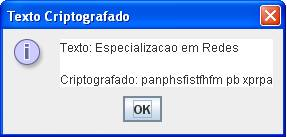 Texto Criptografado
Texto: Especializacao em Redes
Criptografado: panphsfistfhfm pb xprpa
OK